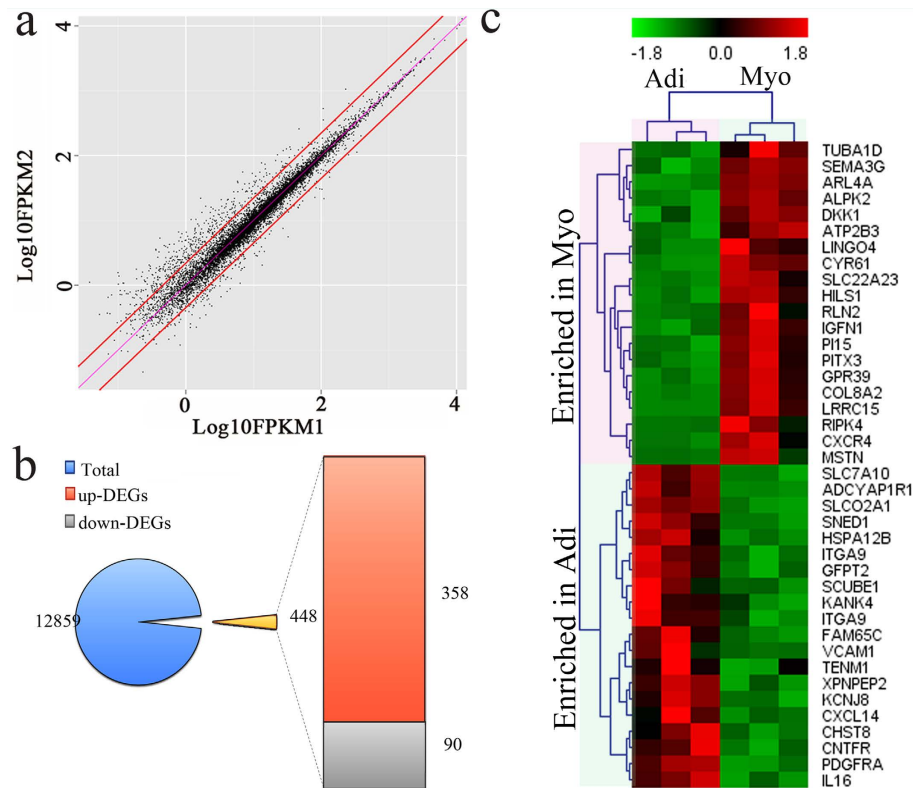 a
4
2
0
Log10FPKM2
0
2
4
Log10FPKM1
b
Total
up-DEGs
down-DEGs
12859
448
358
90
c
-1.8 0.0 1.8
Adi Myo
Enriched in Myo
Enriched in Adi
TUBA1D
SEMA3G
ARL4A
ALPK2
DKK1
ATP2B3
LINGO4
CYR61
SLC22A23
HILS1
RLN2
IGFN1
PI15
PITX3
GPR39
COL8A2
LRRC15
RIPK4
CXCR4
MSTN
SLC7A10
ADCYAP1R1
SLCO2A1
SNED1
HSPA12B
ITGA9
GFPT2
SCUBE1
KANK4
ITGA9
FAM65C
VCAM1
TENM1
XPNPEP2
KCNJ8
CXCL14
CHST8
CNTFR
PDGFRA
IL16